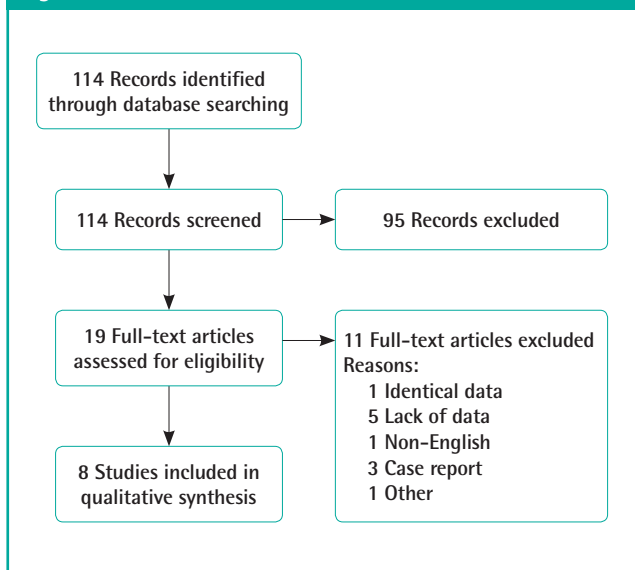 114 Records identified
through database searching
114 Records screened
95 Records excluded
19 Full-text articles
assessed for eligibility
11 Full-text articles excluded
Reasons:
1 Identical data
5 Lack of data
1 Non-English
3 Case report
1 Other
8 Studies included in
qualitative synthesis